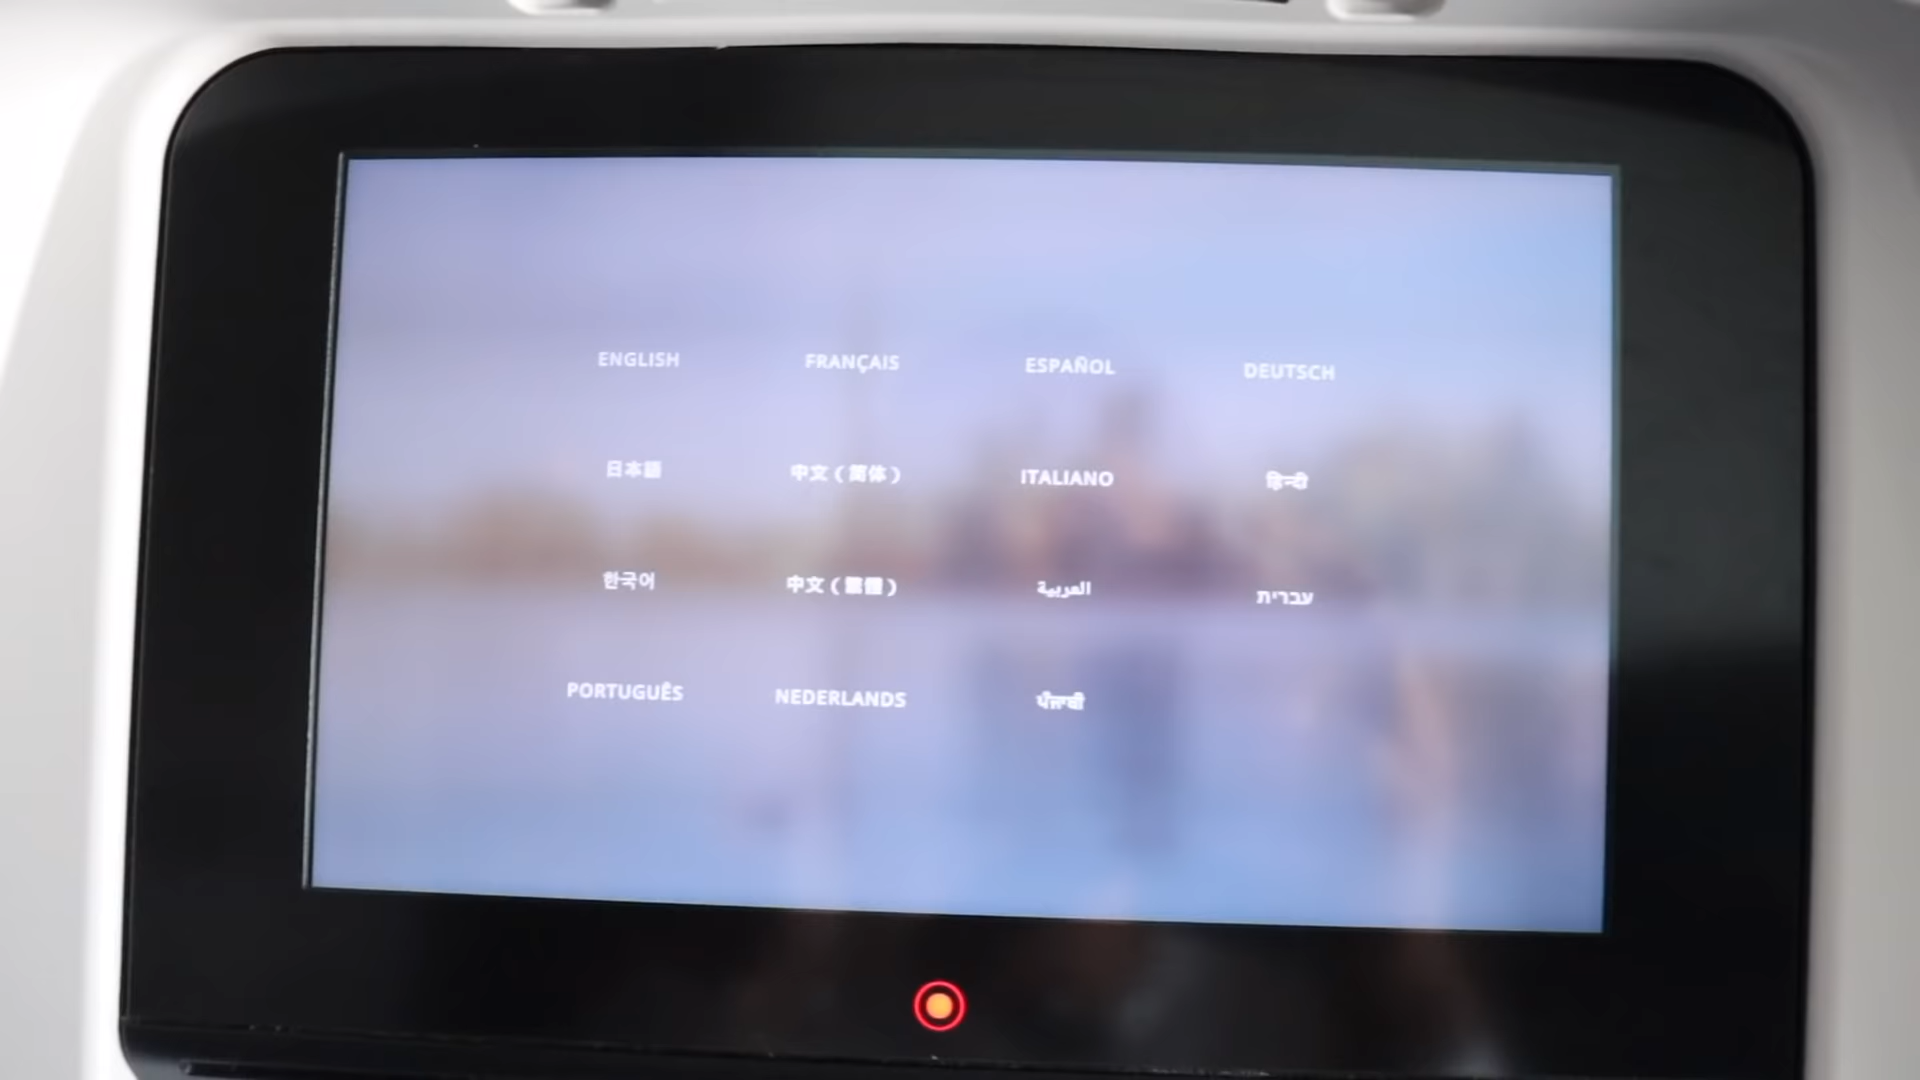 ENGLISH FRANÇAIS ESPAÑOL DEUTSCH
日本語 中文（简体） ITALIANO हिन्दी
한국어 中文（繁體） العربية עברית
PORTUGUÊS NEDERLANDS ਪੰਜਾਬੀ